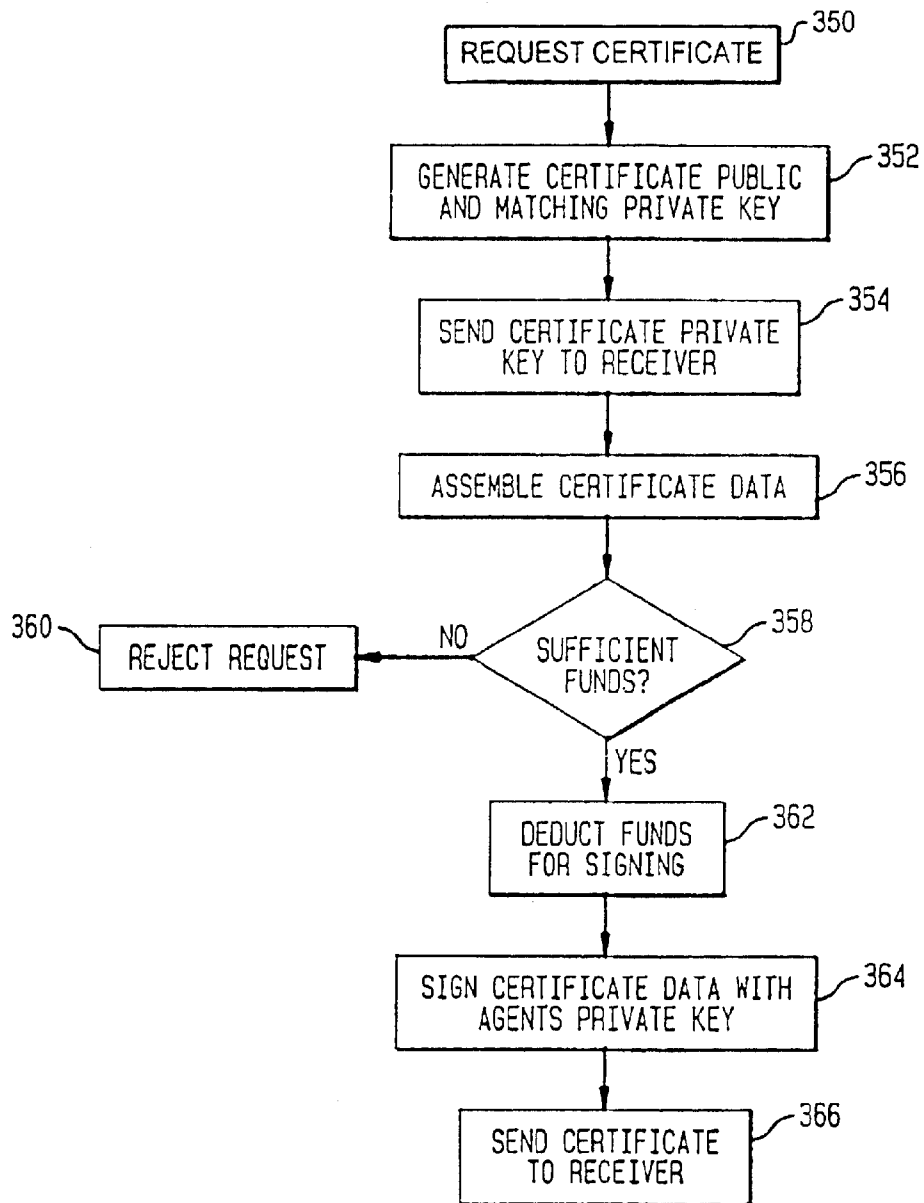 350
REQUEST CERTIFICATE
352
GENERATE CERTIFICATE PUBLIC
AND MATCHING PRIVATE KEY
354
SEND CERTIFICATE PRIVATE
KEY TO RECEIVER
356
ASSEMBLE CERTIFICATE DATA
358
SUFFICIENT
FUNDS?
NO
360
REJECT REQUEST
YES
362
DEDUCT FUNDS
FOR SIGNING
364
SIGN CERTIFICATE DATA WITH
AGENTS PRIVATE KEY
366
SEND CERTIFICATE
TO RECEIVER